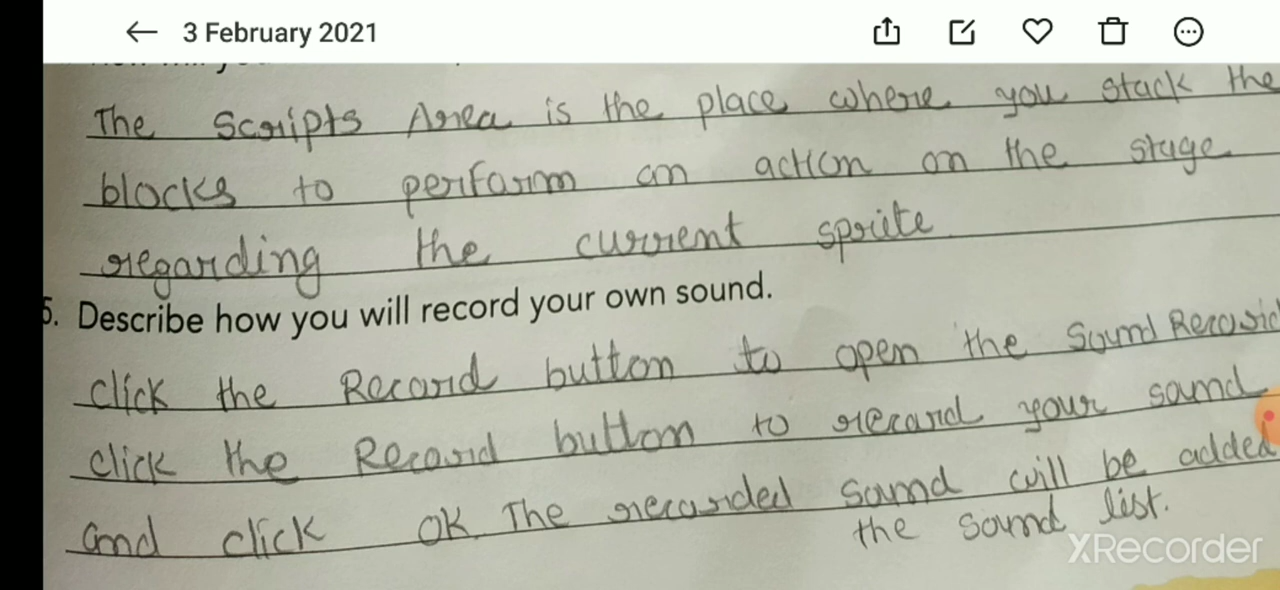 3 February 2021
The Scripts Area is the place where you stack the
blocks to perform an action on the stage
regarding the current sprite
5. Describe how you will record your own sound.
click the Record button to open the Sound
click the Record button to record your sound
and click OK. The recorded sound will be added
the sound list.
XRecorder